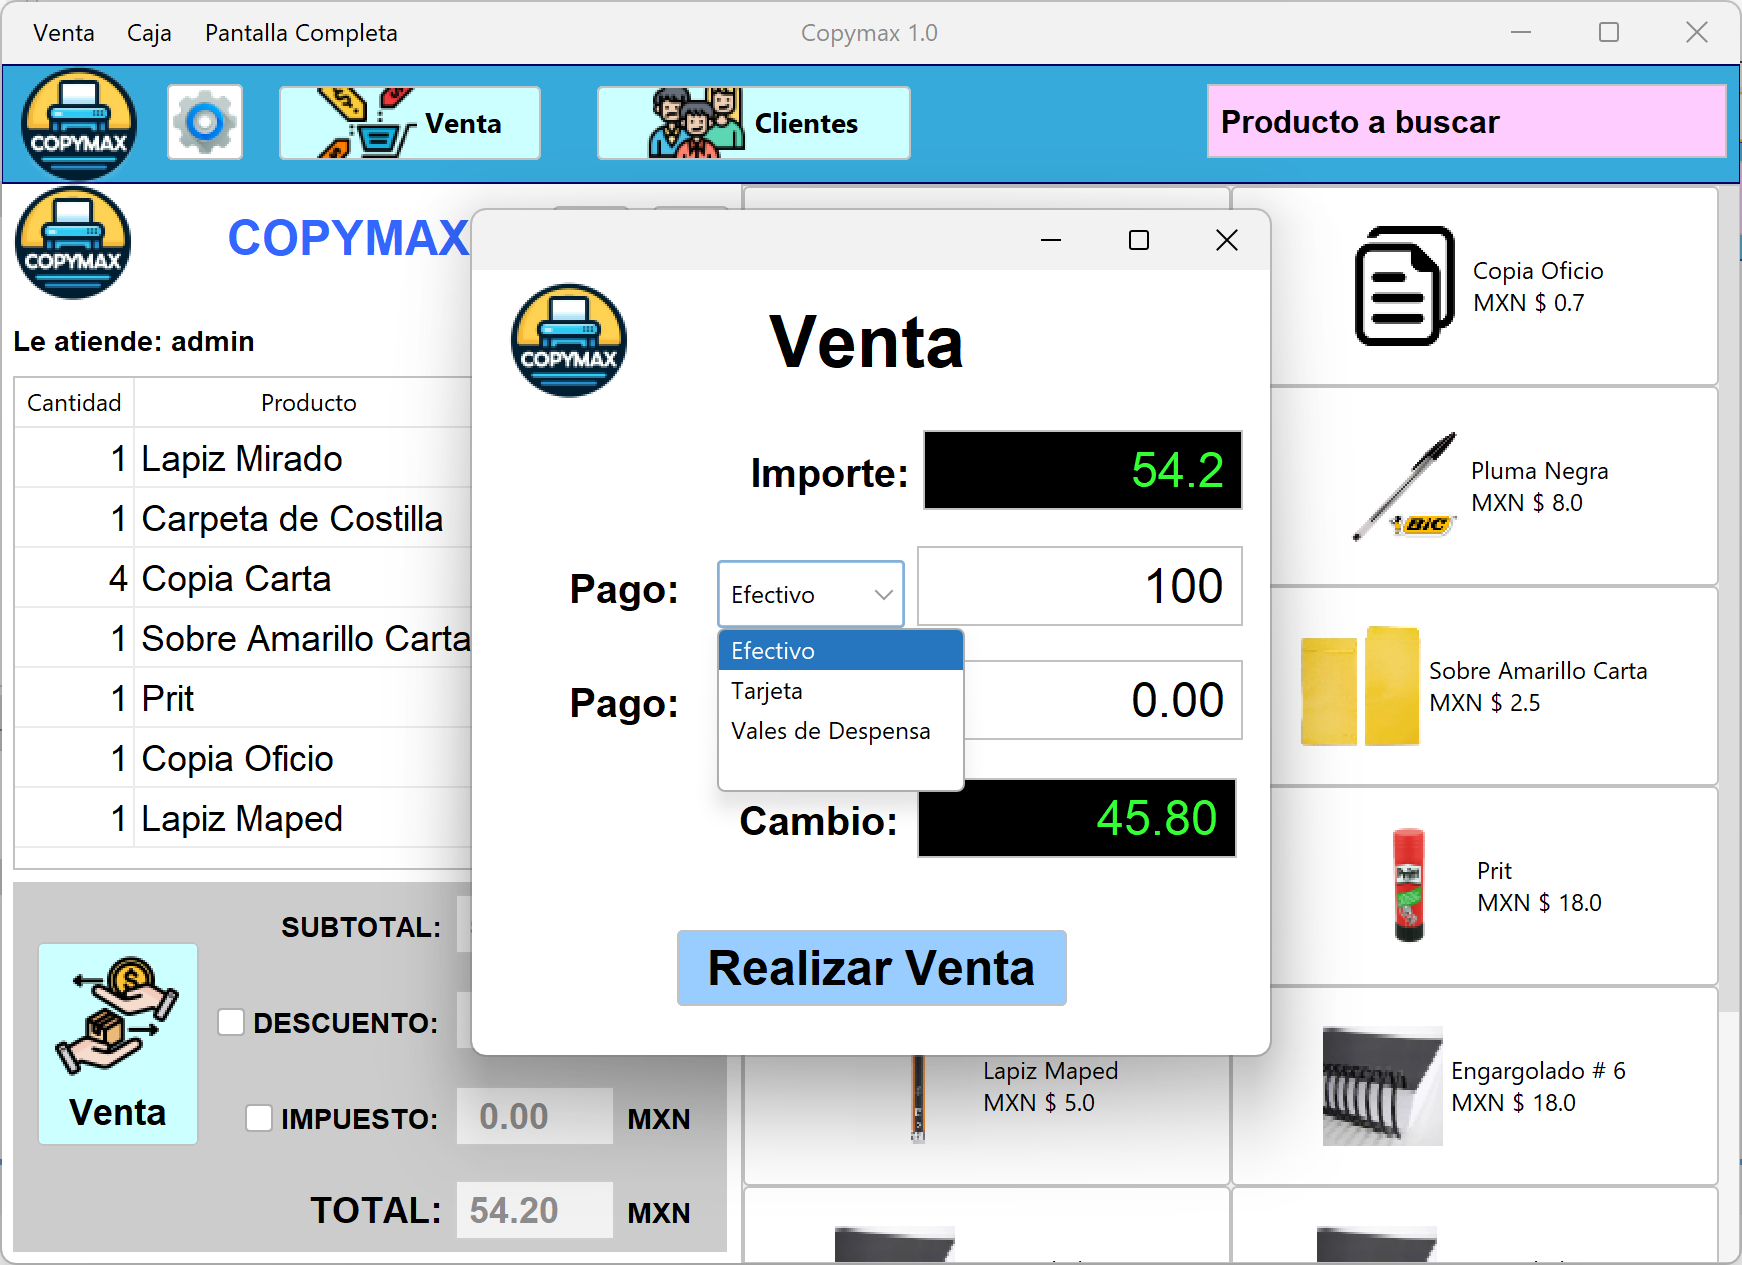 Venta Caja Pantalla Completa Copymax 1.0
COPYMAX Venta Clientes Producto a buscar
COPYMAX COPYMAX
Le atiende: admin
Cantidad Producto
1 Lapiz Mirado
1 Carpeta de Costilla
4 Copia Carta
1 Sobre Amarillo Carta
1 Prit
1 Copia Oficio
1 Lapiz Maped
SUBTOTAL:
DESCUENTO:
IMPUESTO: 0.00 MXN
TOTAL: 54.20 MXN
Venta
COPYMAX
Venta
Importe: 54.2
Pago: Efectivo 100
Efectivo
Tarjeta
Vales de Despensa
Pago: 0.00
Cambio: 45.80
Realizar Venta
Copia Oficio
MXN $ 0.7
Pluma Negra
MXN $ 8.0
BIC
Sobre Amarillo Carta
MXN $ 2.5
Prit
MXN $ 18.0
Lapiz Maped
MXN $ 5.0
Engargolado # 6
MXN $ 18.0